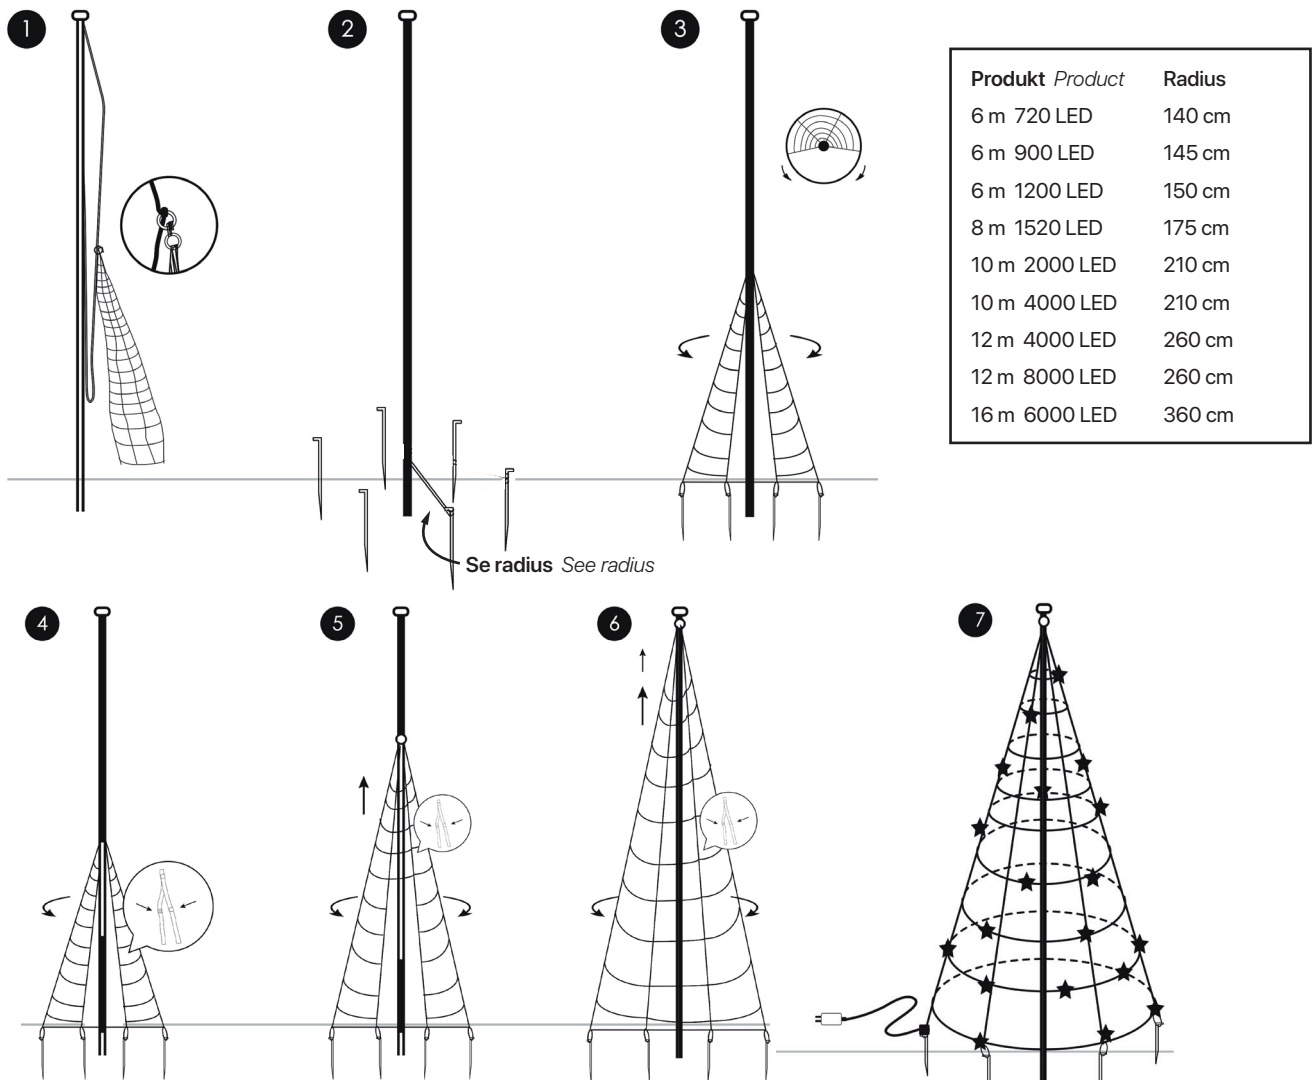 1
2
3
Produkt Product Radius
6 m 720 LED 140 cm
6 m 900 LED 145 cm
6 m 1200 LED 150 cm
8 m 1520 LED 175 cm
10 m 2000 LED 210 cm
10 m 4000 LED 210 cm
12 m 4000 LED 260 cm
12 m 8000 LED 260 cm
16 m 6000 LED 360 cm
Se radius See radius
4
5
6
7